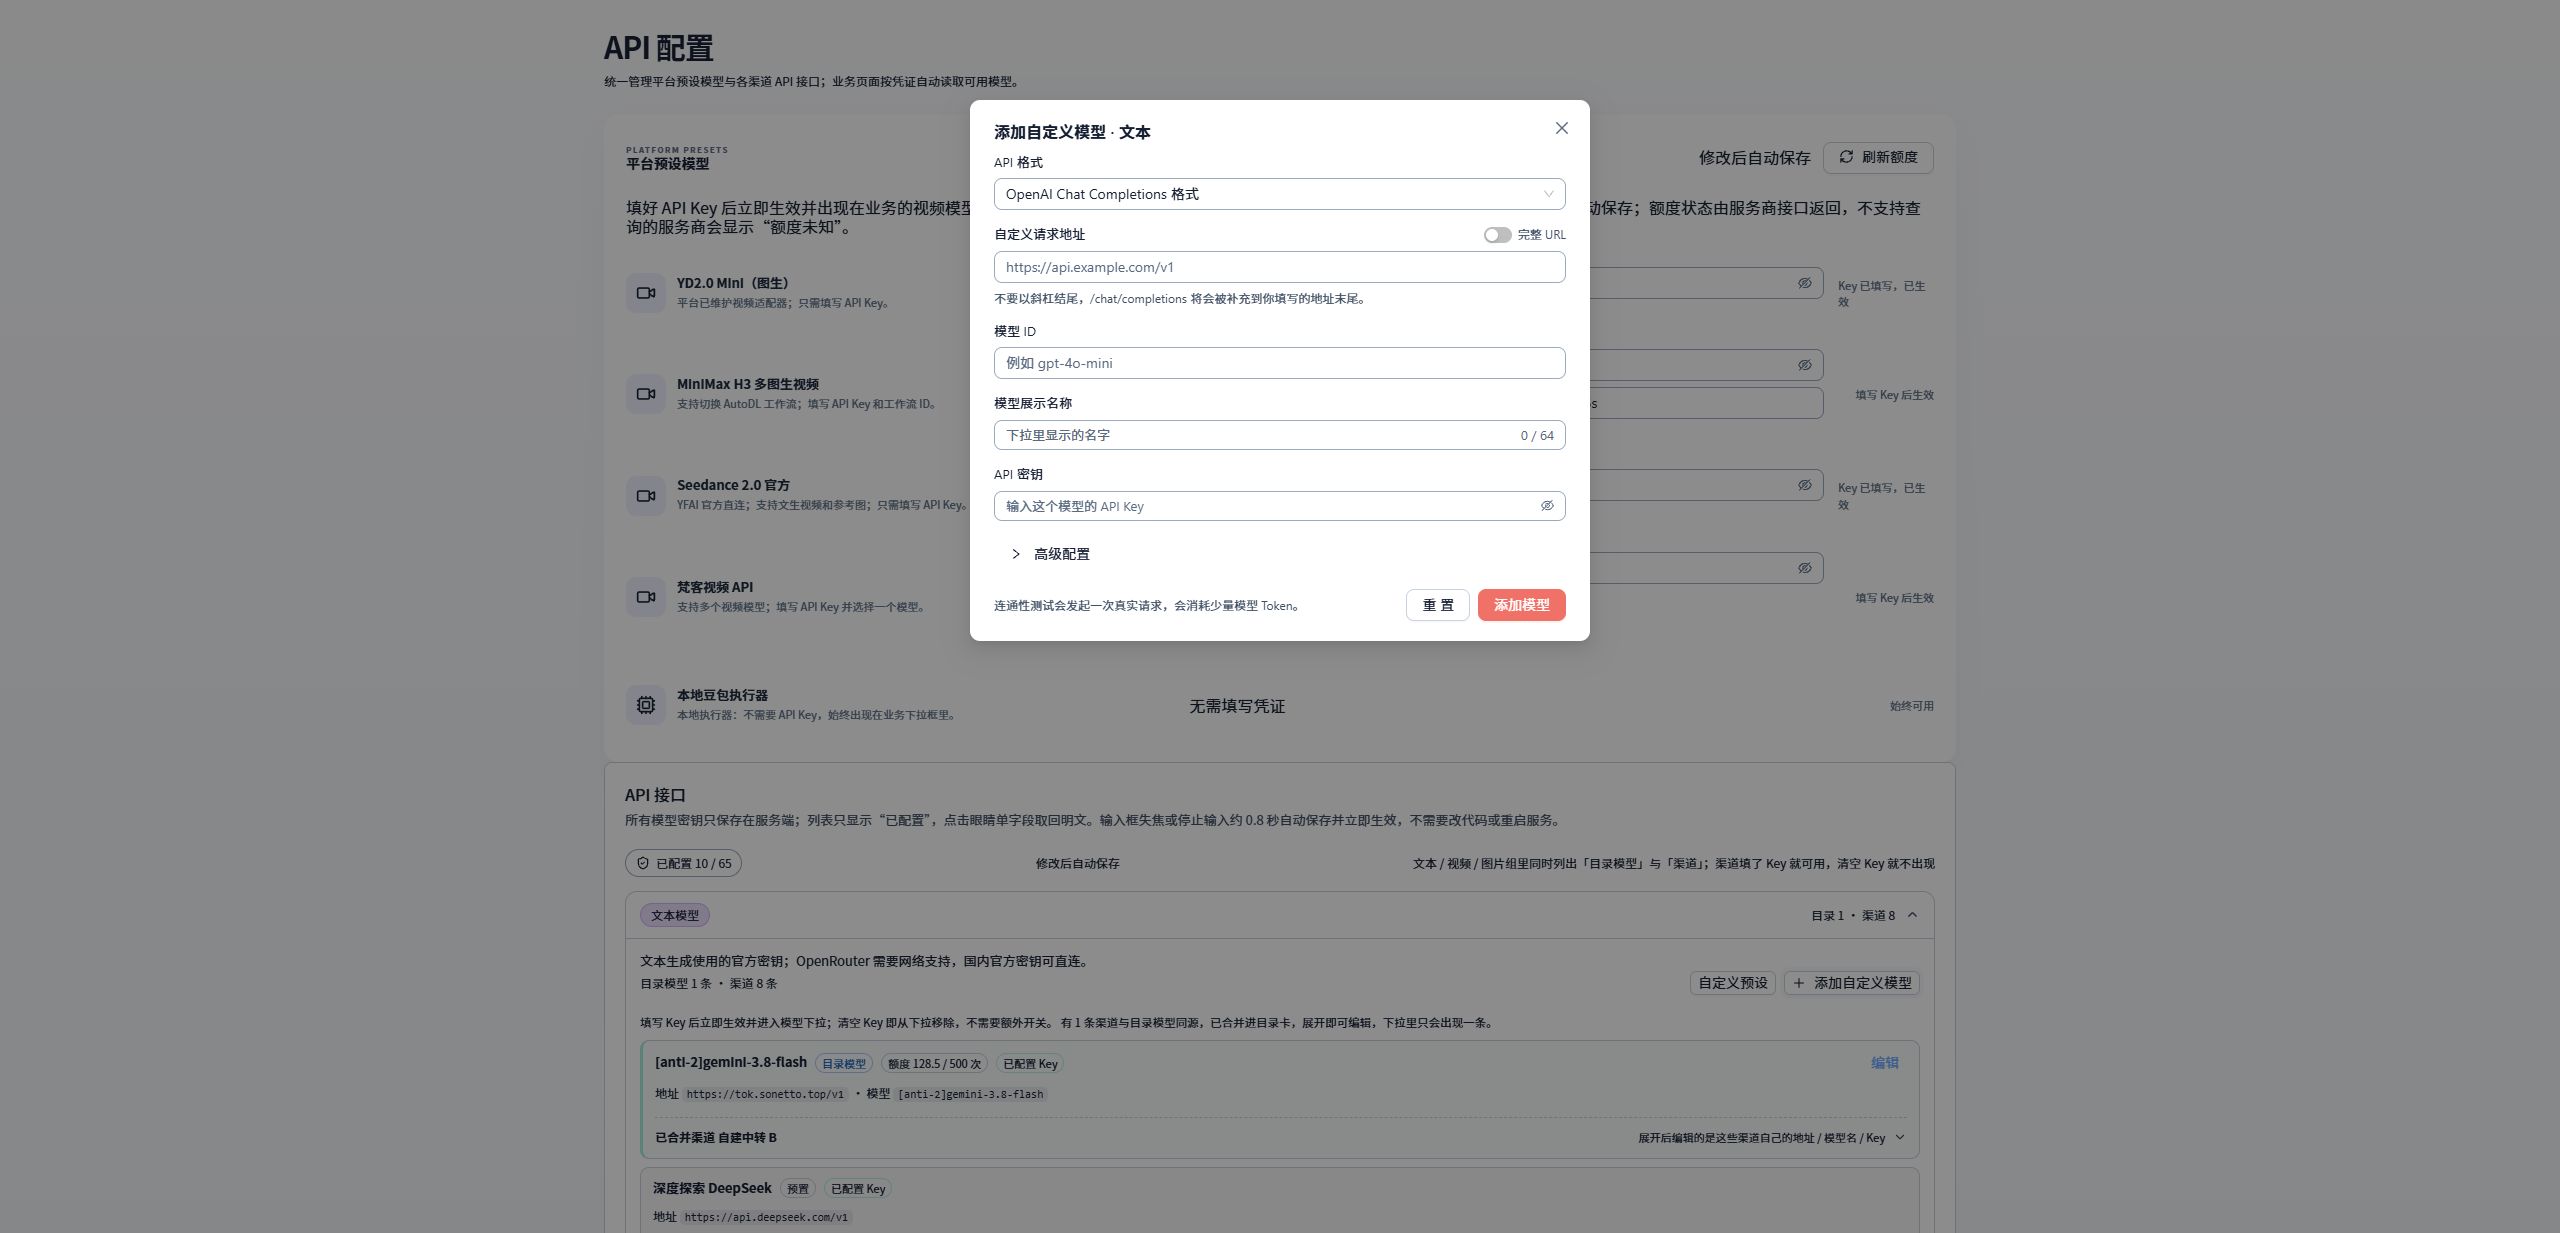 API 配置
统一管理平台预设模型与各渠道 API 接口；业务页面按凭证自动读取可用模型。
PLATFORM PRESETS
平台预设模型
修改后自动保存
刷新额度
填好 API Key 后立即生效并出现在业务的视频模型
动保存；额度状态由服务商接口返回，不支持查
询的服务商会显示“额度未知”。
YD2.0 Mini（图生）
平台已维护视频适配器；只需填写 API Key。
Key 已填写，已生
效
MiniMax H3 多图生视频
支持切换 AutoDL 工作流；填写 API Key 和工作流 ID。
填写 Key 后生效
Seedance 2.0 官方
YFAI 官方直连；支持文生视频和参考图；只需填写 API Key。
Key 已填写，已生
效
梵客视频 API
支持多个视频模型；填写 API Key 并选择一个模型。
填写 Key 后生效
本地豆包执行器
本地执行器：不需要 API Key，始终出现在业务下拉框里。
无需填写凭证
始终可用
添加自定义模型 · 文本
API 格式
OpenAI Chat Completions 格式
自定义请求地址
完整 URL
https://api.example.com/v1
不要以斜杠结尾，/chat/completions 将会被补充到你填写的地址末尾。
模型 ID
例如 gpt-4o-mini
模型展示名称
下拉里显示的名字
0 / 64
API 密钥
输入这个模型的 API Key
高级配置
连通性测试会发起一次真实请求，会消耗少量模型 Token。
重 置
添加模型
API 接口
所有模型密钥只保存在服务端；列表只显示“已配置”，点击眼睛单字段取回明文。输入框失焦或停止输入约 0.8 秒自动保存并立即生效，不需要改代码或重启服务。
已配置 10 / 65
修改后自动保存
文本 / 视频 / 图片组里同时列出「目录模型」与「渠道」；渠道填了 Key 就可用，清空 Key 就不出现
文本模型
目录 1 · 渠道 8
文本生成使用的官方密钥；OpenRouter 需要网络支持，国内官方密钥可直连。
目录模型 1 条 · 渠道 8 条
自定义预设
添加自定义模型
填写 Key 后立即生效并进入模型下拉；清空 Key 即从下拉移除，不需要额外开关。 有 1 条渠道与目录模型同源，已合并进目录卡，展开即可编辑，下拉里只会出现一条。
[anti-2]gemini-3.8-flash
目录模型
额度 128.5 / 500 次
已配置 Key
编辑
地址 https://tok.sonetto.top/v1 · 模型 [anti-2]gemini-3.8-flash
已合并渠道 自建中转 B
展开后编辑的是这些渠道自己的地址 / 模型名 / Key
深度探索 DeepSeek
预置
已配置 Key
地址 https://api.deepseek.com/v1